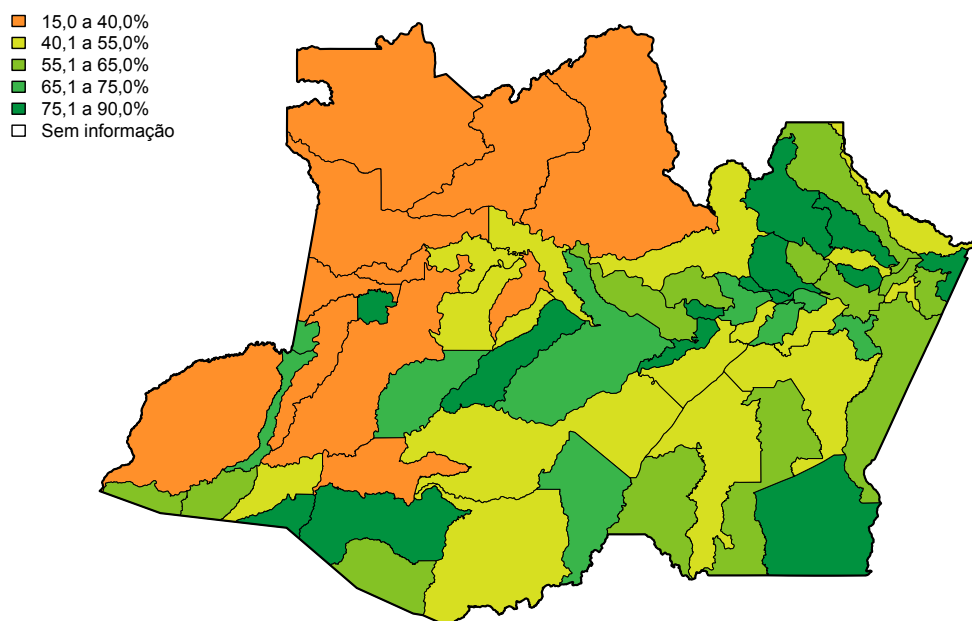 15,0 a 40,0%
40,1 a 55,0%
55,1 a 65,0%
65,1 a 75,0%
75,1 a 90,0%
Sem informação